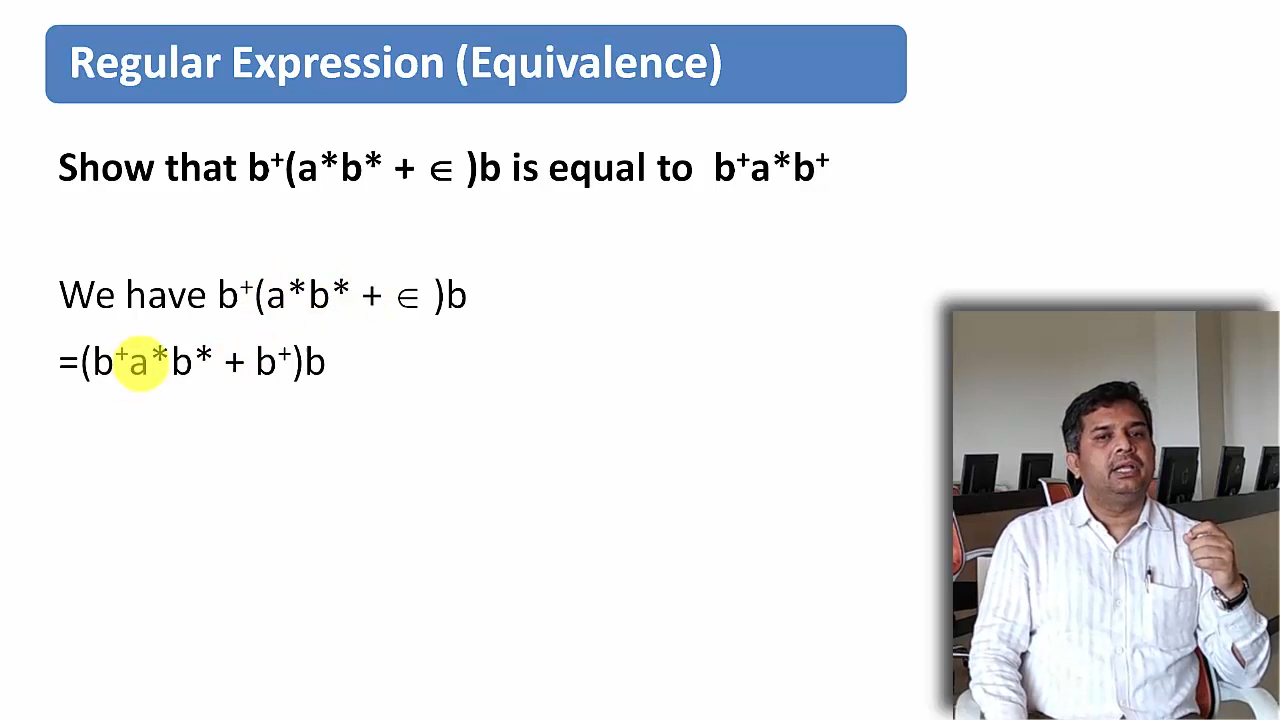 Regular Expression (Equivalence)
Show that b⁺(a*b* + ∈ )b is equal to b⁺a*b⁺
We have b⁺(a*b* + ∈ )b
=(b⁺a*b* + b⁺)b